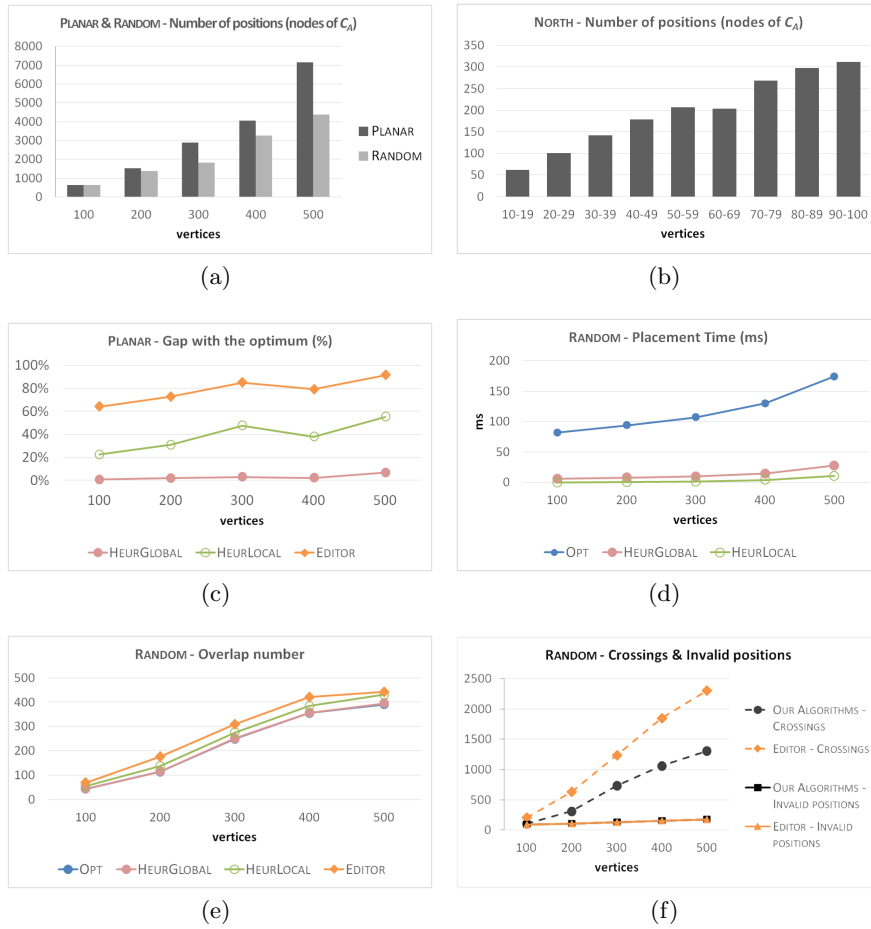 PLANAR & RANDOM - Number of positions (nodes of CA)
8000
7000
6000
5000
4000
3000
2000
1000
0
100 200 300 400 500
vertices
PLANAR
RANDOM
(a)
NORTH - Number of positions (nodes of CA)
350
300
250
200
150
100
50
0
10-19 20-29 30-39 40-49 50-59 60-69 70-79 80-89 90-100
vertices
(b)
PLANAR - Gap with the optimum (%)
100%
80%
60%
40%
20%
0%
100 200 300 400 500
vertices
HEURGLOBAL HEURLOCAL EDITOR
(c)
RANDOM - Placement Time (ms)
200
150
100
50
0
ms
100 200 300 400 500
vertices
OPT HEURGLOBAL HEURLOCAL
(d)
RANDOM - Overlap number
500
400
300
200
100
0
100 200 300 400 500
vertices
OPT HEURGLOBAL HEURLOCAL EDITOR
(e)
RANDOM - Crossings & Invalid positions
2500
2000
1500
1000
500
0
100 200 300 400 500
vertices
OUR ALGORITHMS -
CROSSINGS
EDITOR - CROSSINGS
OUR ALGORITHMS -
INVALID POSITIONS
EDITOR - INVALID
POSITIONS
(f)